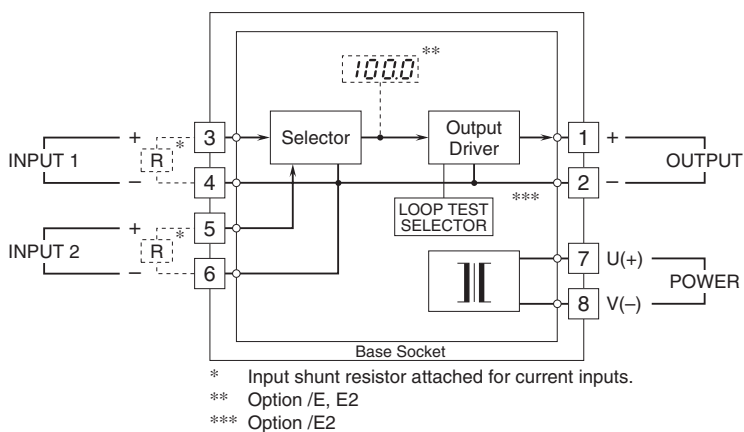 100.0 **
3 Selector Output Driver 1 +
INPUT 1 + R * OUTPUT
− 4 2 −
***
LOOP TEST
SELECTOR
5
INPUT 2 + R *
− 6
7 U(+)
POWER
8 V(−)
Base Socket
* Input shunt resistor attached for current inputs.
** Option /E, E2
*** Option /E2